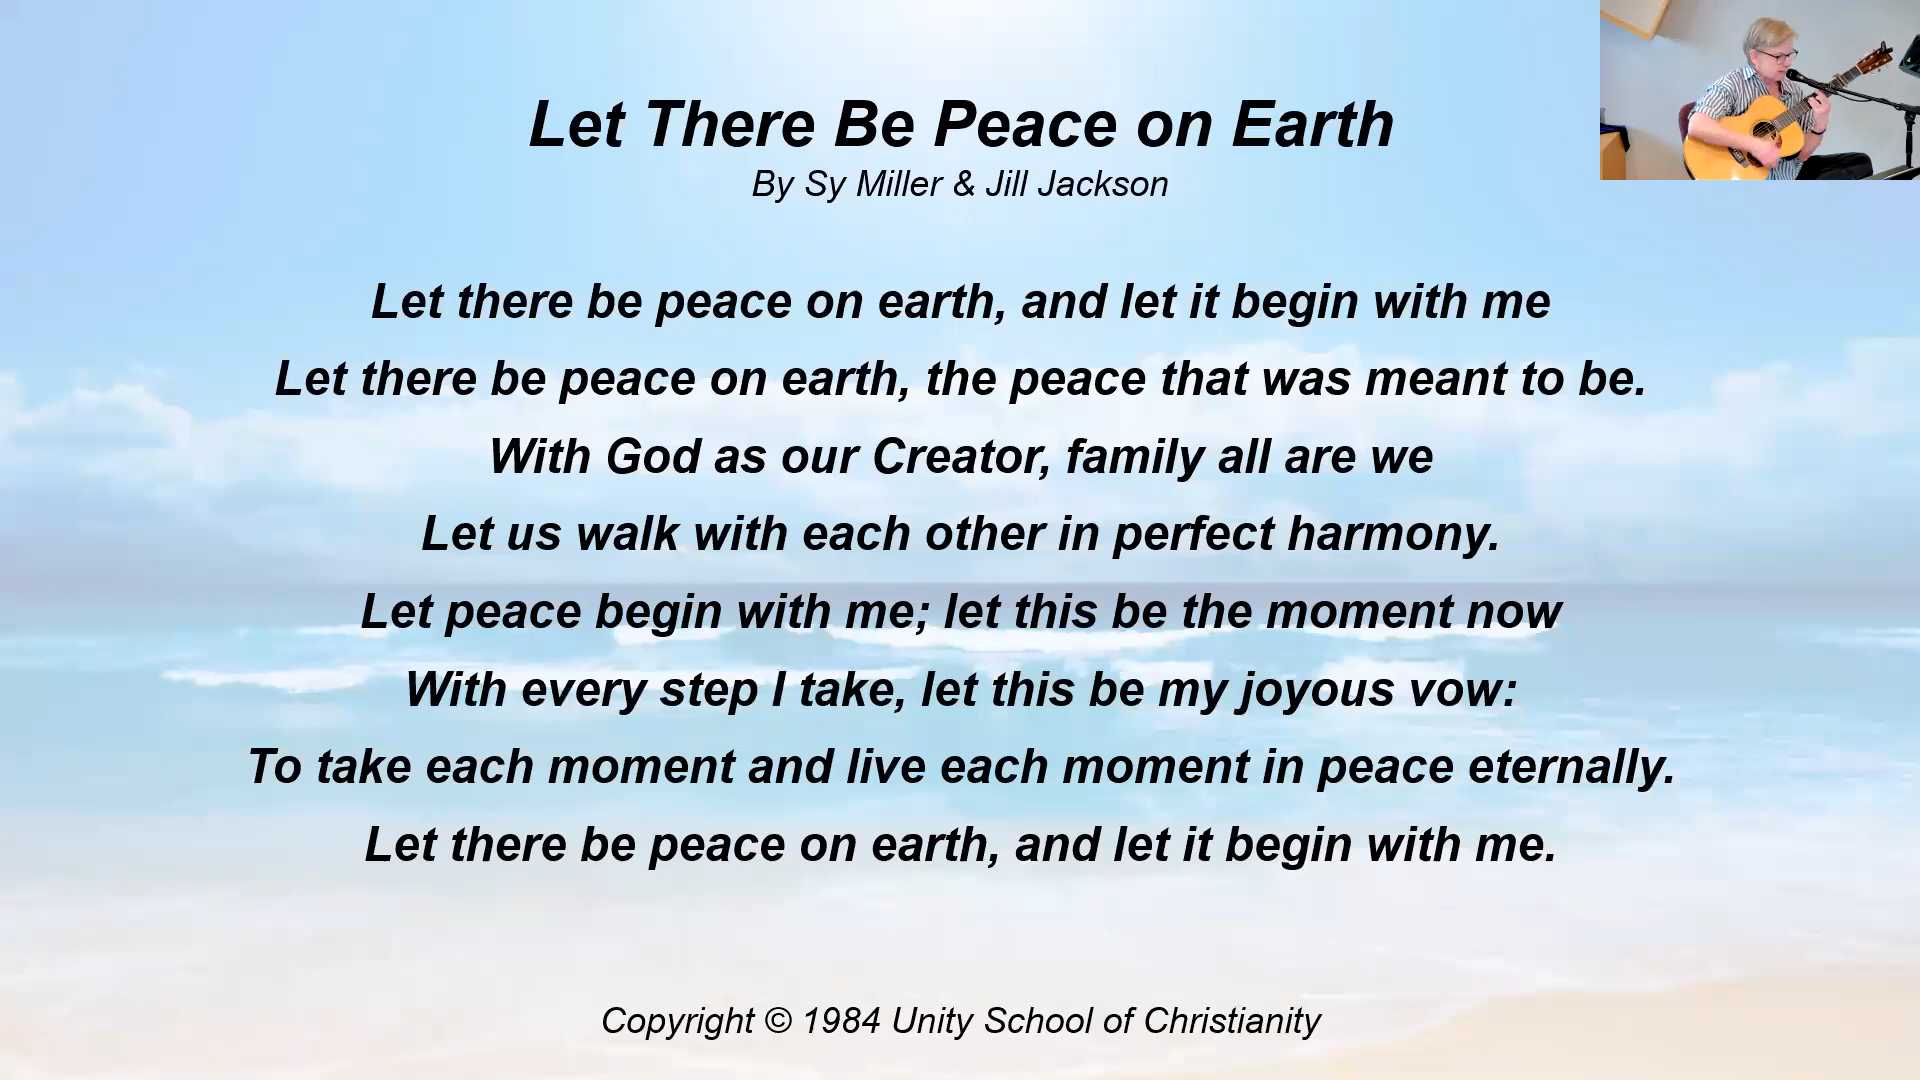 Let There Be Peace on Earth
By Sy Miller & Jill Jackson
Let there be peace on earth, and let it begin with me
Let there be peace on earth, the peace that was meant to be.
With God as our Creator, family all are we
Let us walk with each other in perfect harmony.
Let peace begin with me; let this be the moment now
With every step I take, let this be my joyous vow:
To take each moment and live each moment in peace eternally.
Let there be peace on earth, and let it begin with me.
Copyright © 1984 Unity School of Christianity